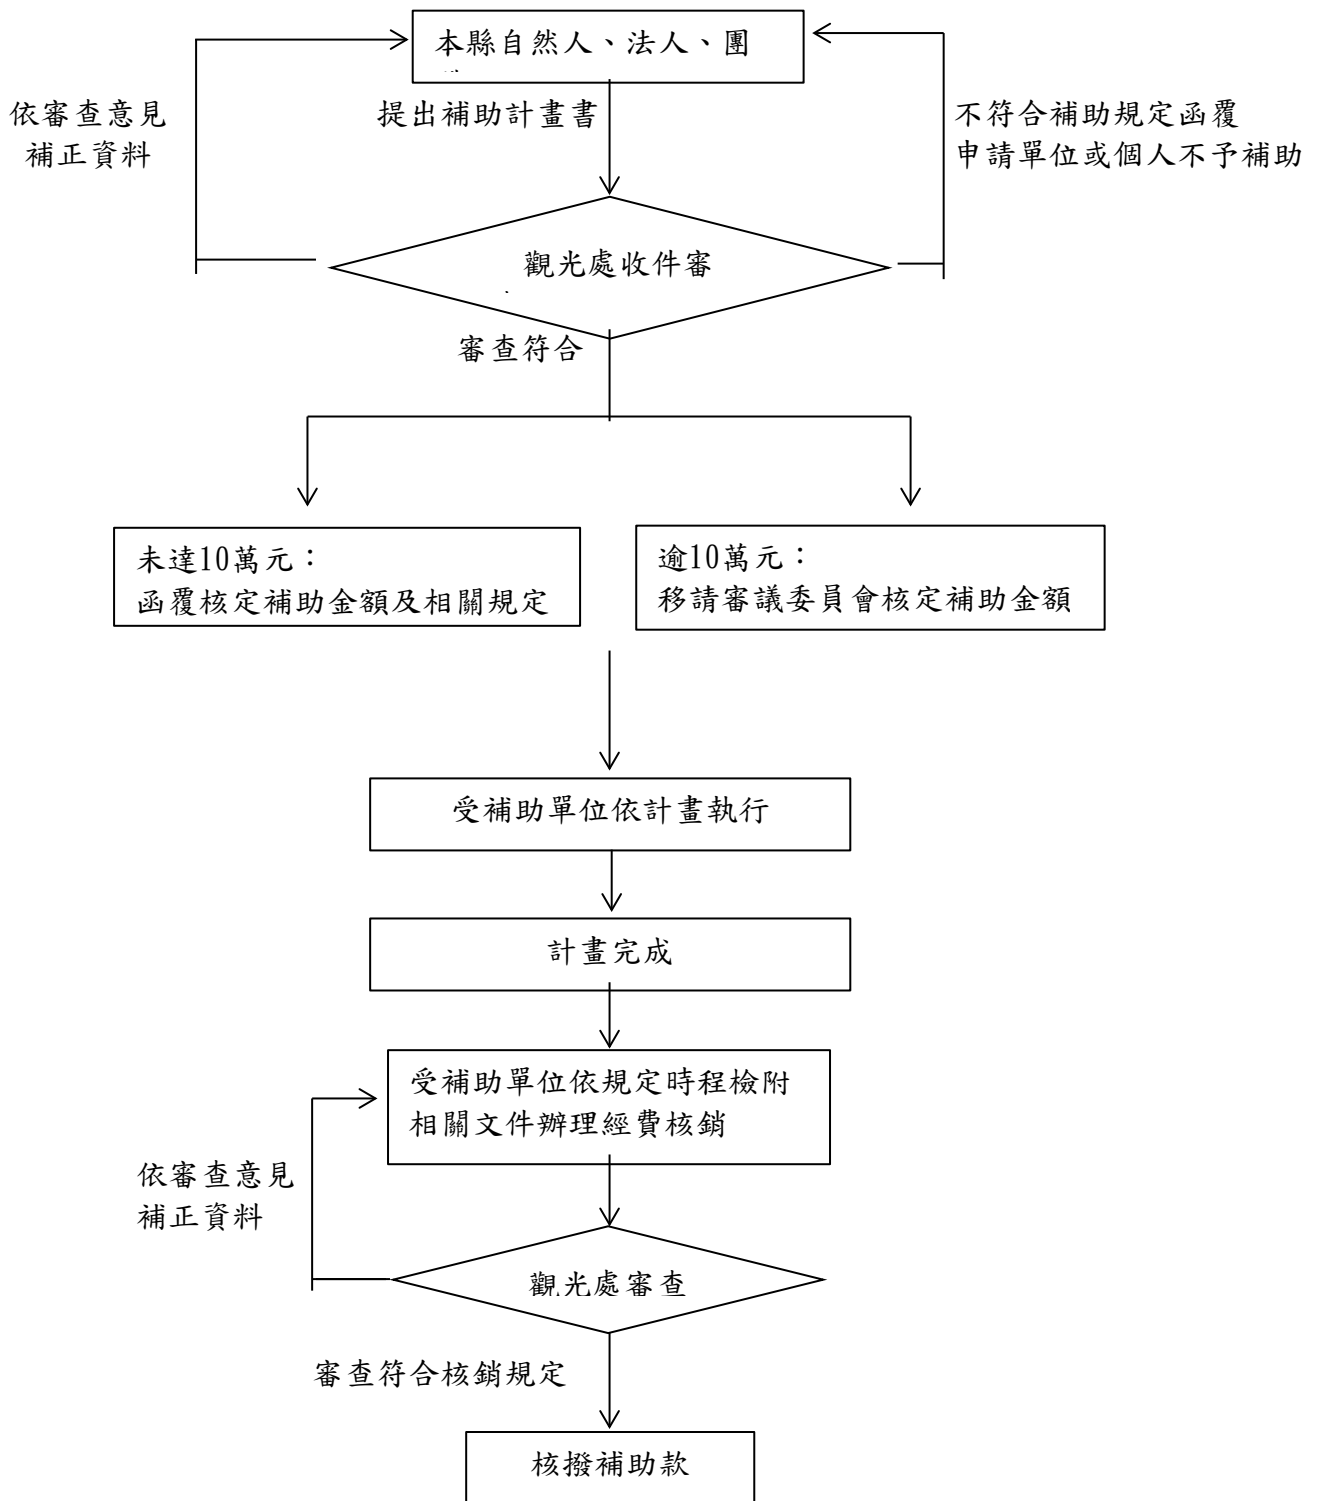 本縣自然人、法人、團
依審查意見
補正資料
提出補助計畫書
不符合補助規定函覆
申請單位或個人不予補助
觀光處收件審
審查符合
未達10萬元：
函覆核定補助金額及相關規定
逾10萬元：
移請審議委員會核定補助金額
受補助單位依計畫執行
計畫完成
受補助單位依規定時程檢附
相關文件辦理經費核銷
依審查意見
補正資料
觀光處審查
審查符合核銷規定
核撥補助款